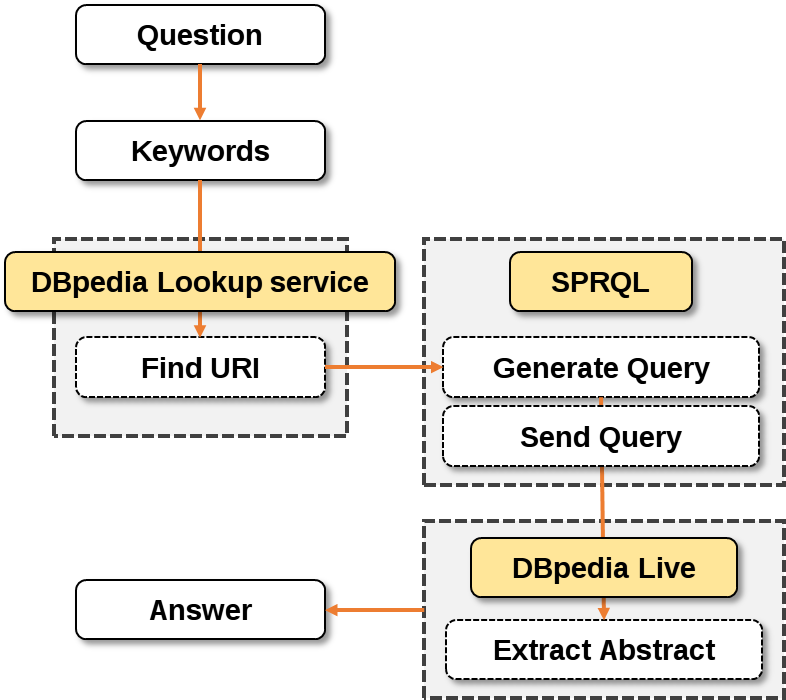 Question
Keywords
DBpedia Lookup service
Find URI
SPRQL
Generate Query
Send Query
DBpedia Live
Extract Abstract
Answer